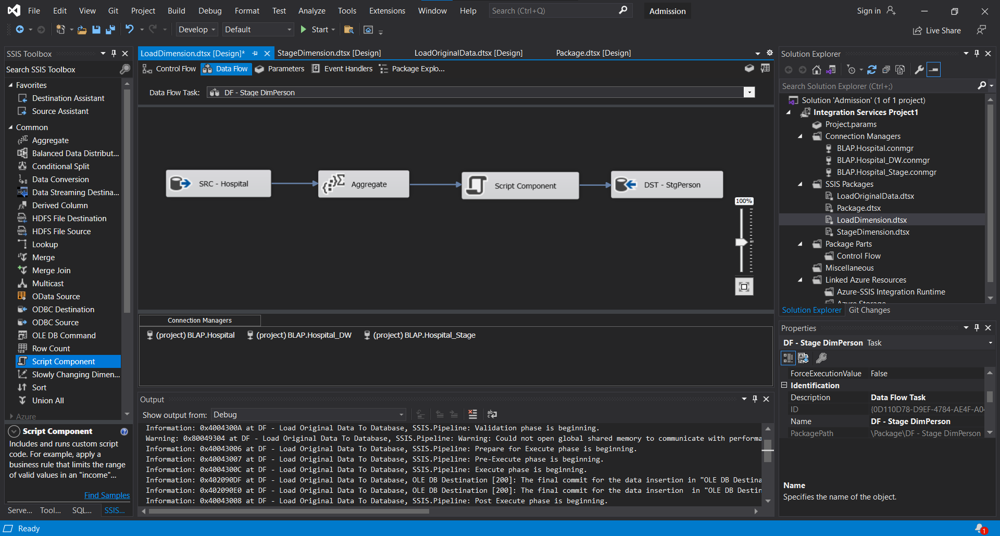 File Edit View Git Project Build Debug Format Test Analyze Tools Extensions Window Help Search (Ctrl+Q) Admission Sign in
Develop Default Start Live Share
SSIS Toolbox
Search SSIS Toolbox
Favorites
Destination Assistant
Source Assistant
Common
Aggregate
Balanced Data Distribut...
Conditional Split
Data Conversion
Data Streaming Destina...
Derived Column
HDFS File Destination
HDFS File Source
Lookup
Merge
Merge Join
Multicast
OData Source
ODBC Destination
ODBC Source
OLE DB Command
Row Count
Script Component
Slowly Changing Dimen...
Sort
Union All
Azure
Script Component
Includes and runs custom script
code. For example, apply a
business rule that limits the range
of valid values in an "income"...
Find Samples
Serve... Tool... SQL... SSIS...
LoadDimension.dtsx [Design]* StageDimension.dtsx [Design] LoadOriginalData.dtsx [Design] Package.dtsx [Design]
Control Flow Data Flow Parameters Event Handlers Package Explo...
Data Flow Task: DF - Stage DimPerson
SRC - Hospital Aggregate Script Component DST - StgPerson
100%
Connection Managers
(project) BLAP.Hospital (project) BLAP.Hospital_DW (project) BLAP.Hospital_Stage
Output
Show output from: Debug
Information: 0x4004300A at DF - Load Original Data To Database, SSIS.Pipeline: Validation phase is beginning.
Warning: 0x80049304 at DF - Load Original Data To Database, SSIS.Pipeline: Warning: Could not open global shared memory to communicate with performa
Information: 0x40043006 at DF - Load Original Data To Database, SSIS.Pipeline: Prepare for Execute phase is beginning.
Information: 0x40043007 at DF - Load Original Data To Database, SSIS.Pipeline: Pre-Execute phase is beginning.
Information: 0x4004300C at DF - Load Original Data To Database, SSIS.Pipeline: Execute phase is beginning.
Information: 0x402090DF at DF - Load Original Data To Database, OLE DB Destination [200]: The final commit for the data insertion in "OLE DB Destina
Information: 0x402090E0 at DF - Load Original Data To Database, OLE DB Destination [200]: The final commit for the data insertion  in "OLE DB Destin
Information: 0x40043008 at DF - Load Original Data To Database, SSIS.Pipeline: Post Execute phase is beginning.
Solution Explorer
Search Solution Explorer (Ctrl+;)
Solution 'Admission' (1 of 1 project)
Integration Services Project1
Project.params
Connection Managers
BLAP.Hospital.conmgr
BLAP.Hospital_DW.conmgr
BLAP.Hospital_Stage.conmgr
SSIS Packages
LoadOriginalData.dtsx
Package.dtsx
LoadDimension.dtsx
StageDimension.dtsx
Package Parts
Control Flow
Miscellaneous
Linked Azure Resources
Azure-SSIS Integration Runtime
Azure Storage
Solution Explorer Git Changes
Properties
DF - Stage DimPerson Task
ForceExecutionValue False
Identification
Description Data Flow Task
ID {0D110D78-D9EF-4784-AE4F-A04
Name DF - Stage DimPerson
PackagePath \Package\DF - Stage DimPerson
Name
Specifies the name of the object.
Ready 1